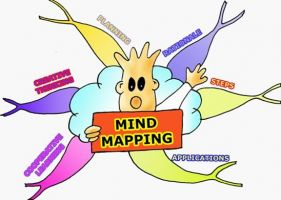 PLANNING
RATIONALE
CREATIVE
THINKING
STEPS
MIND
MAPPING
COOPERATIVE
LEARNING
APPLICATIONS